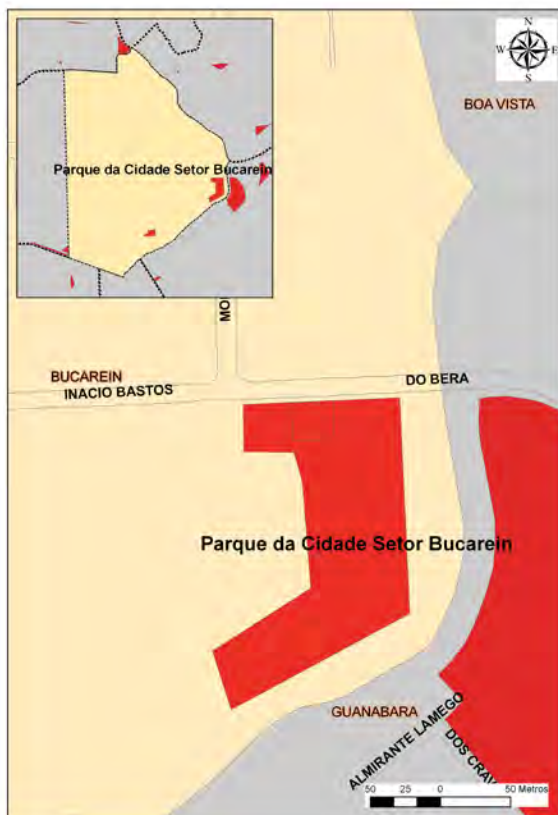 N
W E
S
BOA VISTA
Parque da Cidade Setor Bucarein
MO
BUCAREIN
INACIO BASTOS
DO BERA
Parque da Cidade Setor Bucarein
GUANABARA
ALMIRANTE LAMEGO
DOS CRAV
50 25 0 50 Metros